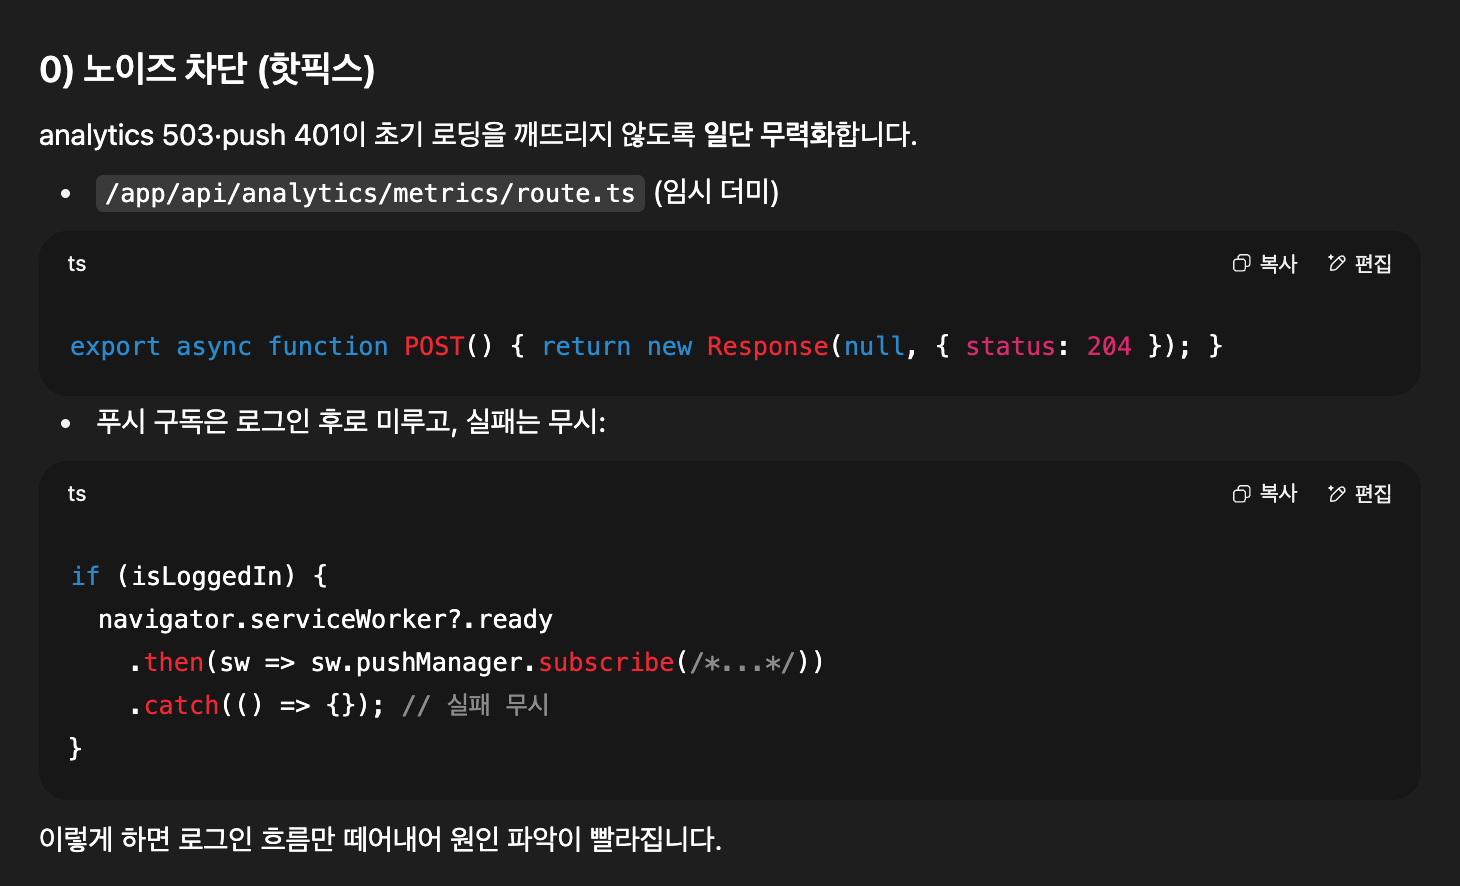 0) 노이즈 차단 (핫픽스)
analytics 503·push 401이 초기 로딩을 깨뜨리지 않도록 일단 무력화합니다.
• /app/api/analytics/metrics/route.ts (임시 더미)
ts 복사 편집
export async function POST() { return new Response(null, { status: 204 }); }
• 푸시 구독은 로그인 후로 미루고, 실패는 무시:
ts 복사 편집
if (isLoggedIn) {
  navigator.serviceWorker?.ready
    .then(sw => sw.pushManager.subscribe(/*...*/))
    .catch(() => {}); // 실패 무시
}
이렇게 하면 로그인 흐름만 떼어내어 원인 파악이 빨라집니다.